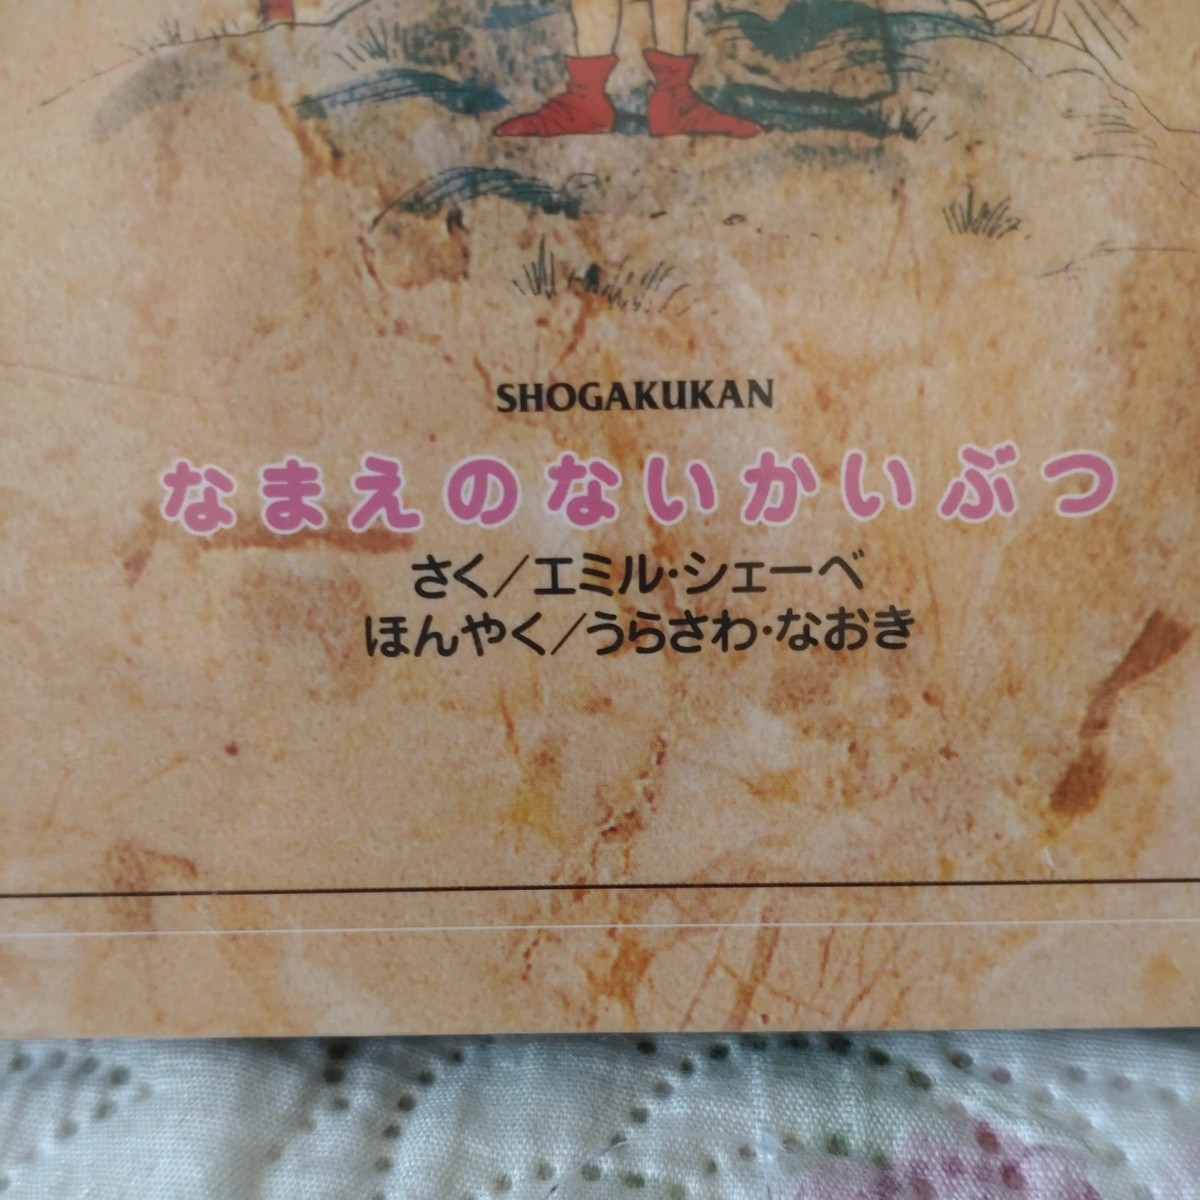 SHOGAKUKAN
なまえのないかいぶつ
さく／エミル・シェーベ
ほんやく／うらさわ・なおき